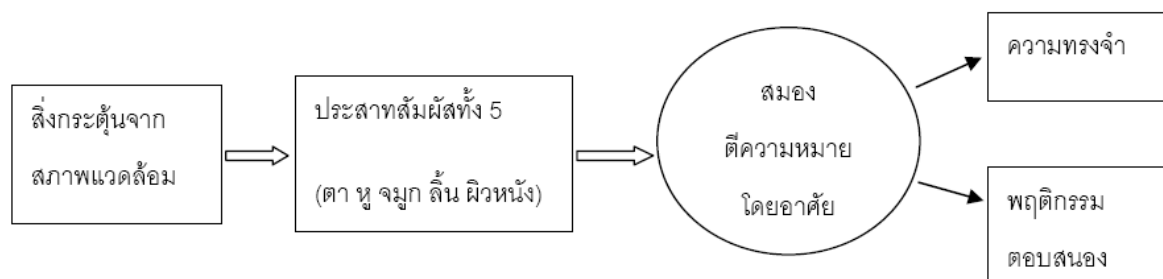 สิ่งกระตุ้นจาก
สภาพแวดล้อม
ประสาทสัมผัสทั้ง 5
(ตา หู จมูก ลิ้น ผิวหนัง)
สมอง
ตีความหมาย
โดยอาศัย
ความทรงจำ
พฤติกรรม
ตอบสนอง